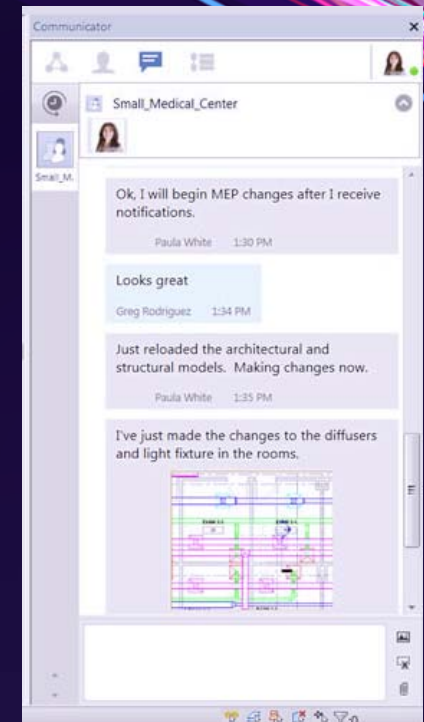 Communicator
Small_Medical_Center
Small_M.
Ok, I will begin MEP changes after I receive
notifications.
Paula White 1:30 PM
Looks great
Greg Rodriguez 1:34 PM
Just reloaded the architectural and
structural models. Making changes now.
Paula White 1:35 PM
I've just made the changes to the diffusers
and light fixture in the rooms.